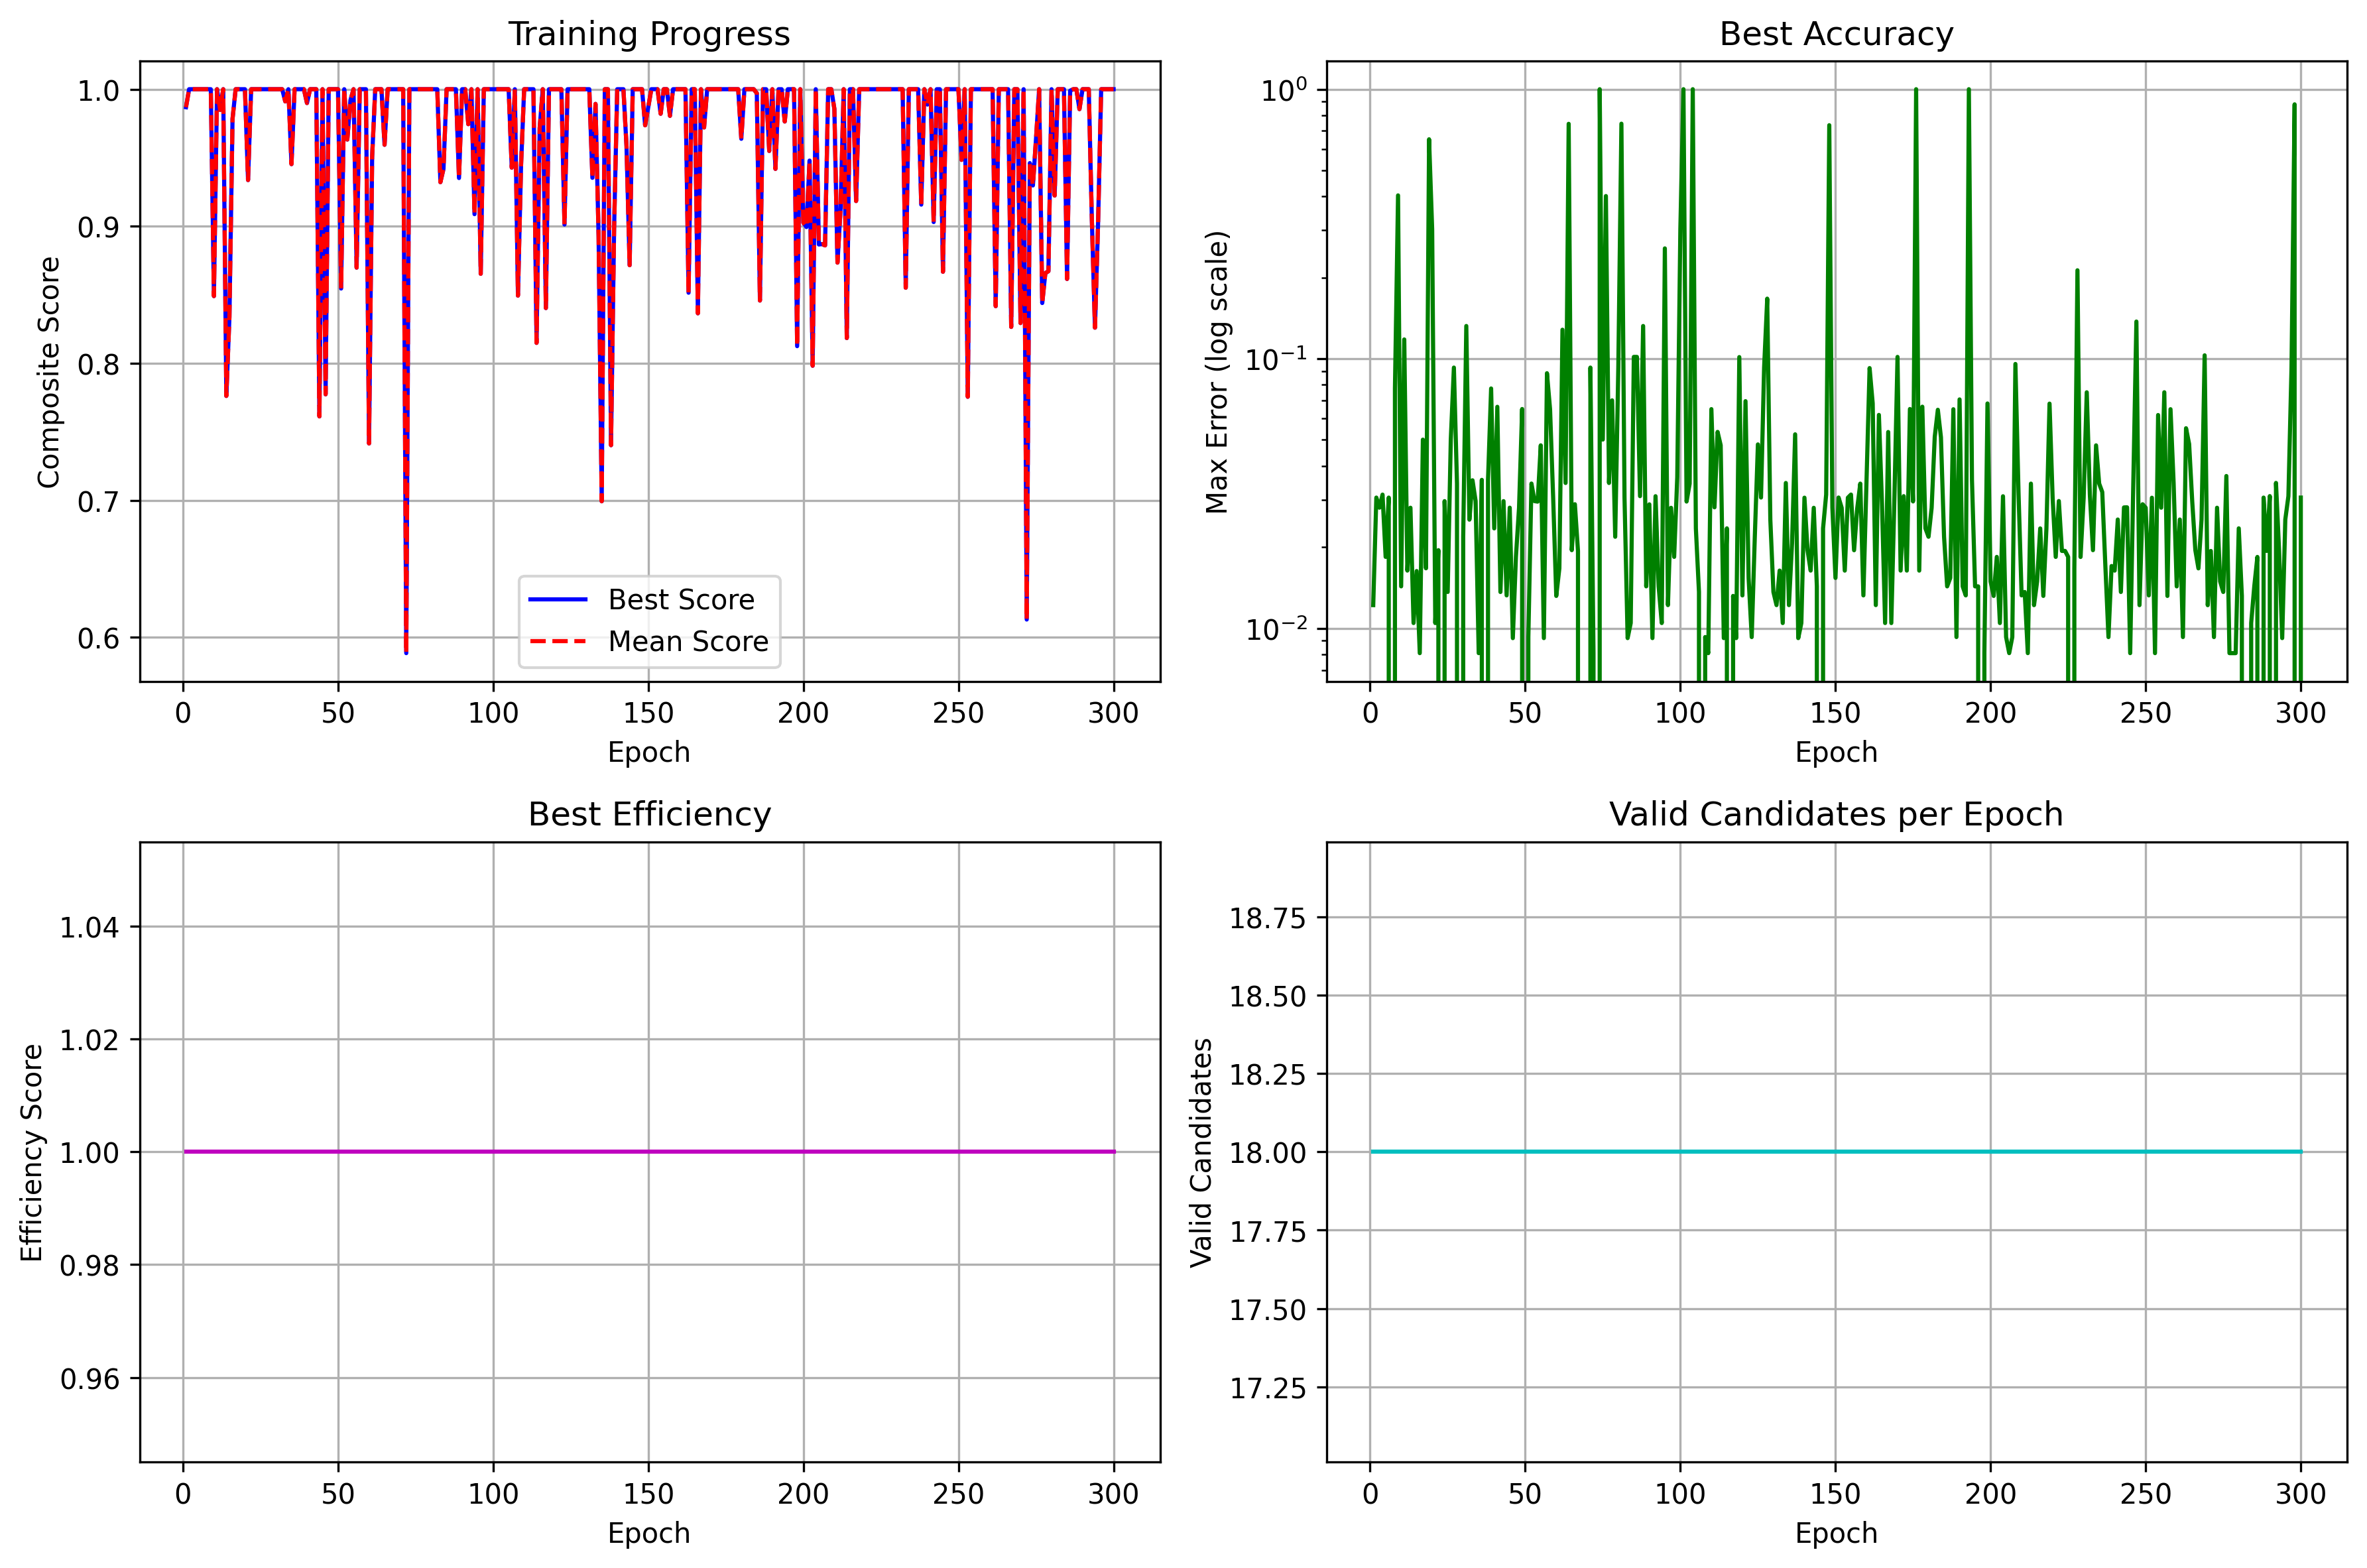 Training Progress
Composite Score
1.0
0.9
0.8
0.7
0.6
Best Score
Mean Score
0 50 100 150 200 250 300
Epoch
Best Accuracy
Max Error (log scale)
10⁰
10⁻¹
10⁻²
0 50 100 150 200 250 300
Epoch
Best Efficiency
Efficiency Score
1.04
1.02
1.00
0.98
0.96
0 50 100 150 200 250 300
Epoch
Valid Candidates per Epoch
Valid Candidates
18.75
18.50
18.25
18.00
17.75
17.50
17.25
0 50 100 150 200 250 300
Epoch